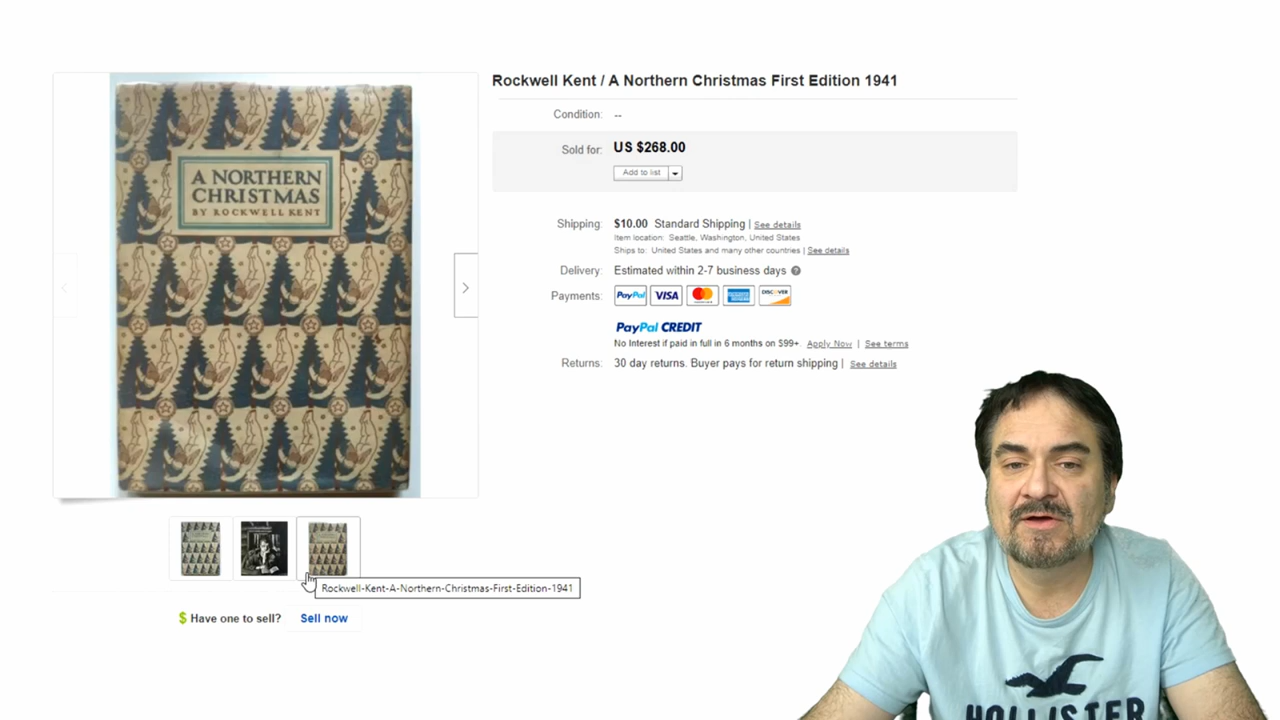 A NORTHERN
CHRISTMAS
BY ROCKWELL KENT
Rockwell Kent / A Northern Christmas First Edition 1941
Condition: --
Sold for: US $268.00
Add to list
Shipping: $10.00 Standard Shipping | See details
Item location: Seattle, Washington, United States
Ships to: United States and many other countries | See details
Delivery: Estimated within 2-7 business days ?
Payments: PayPal VISA MasterCard AMERICAN EXPRESS DISCOVER
PayPal CREDIT
No Interest if paid in full in 6 months on $99+. Apply Now | See terms
Returns: 30 day returns. Buyer pays for return shipping | See details
Rockwell-Kent-A-Northern-Christmas-First-Edition-1941
$ Have one to sell? Sell now
HOLLISTER